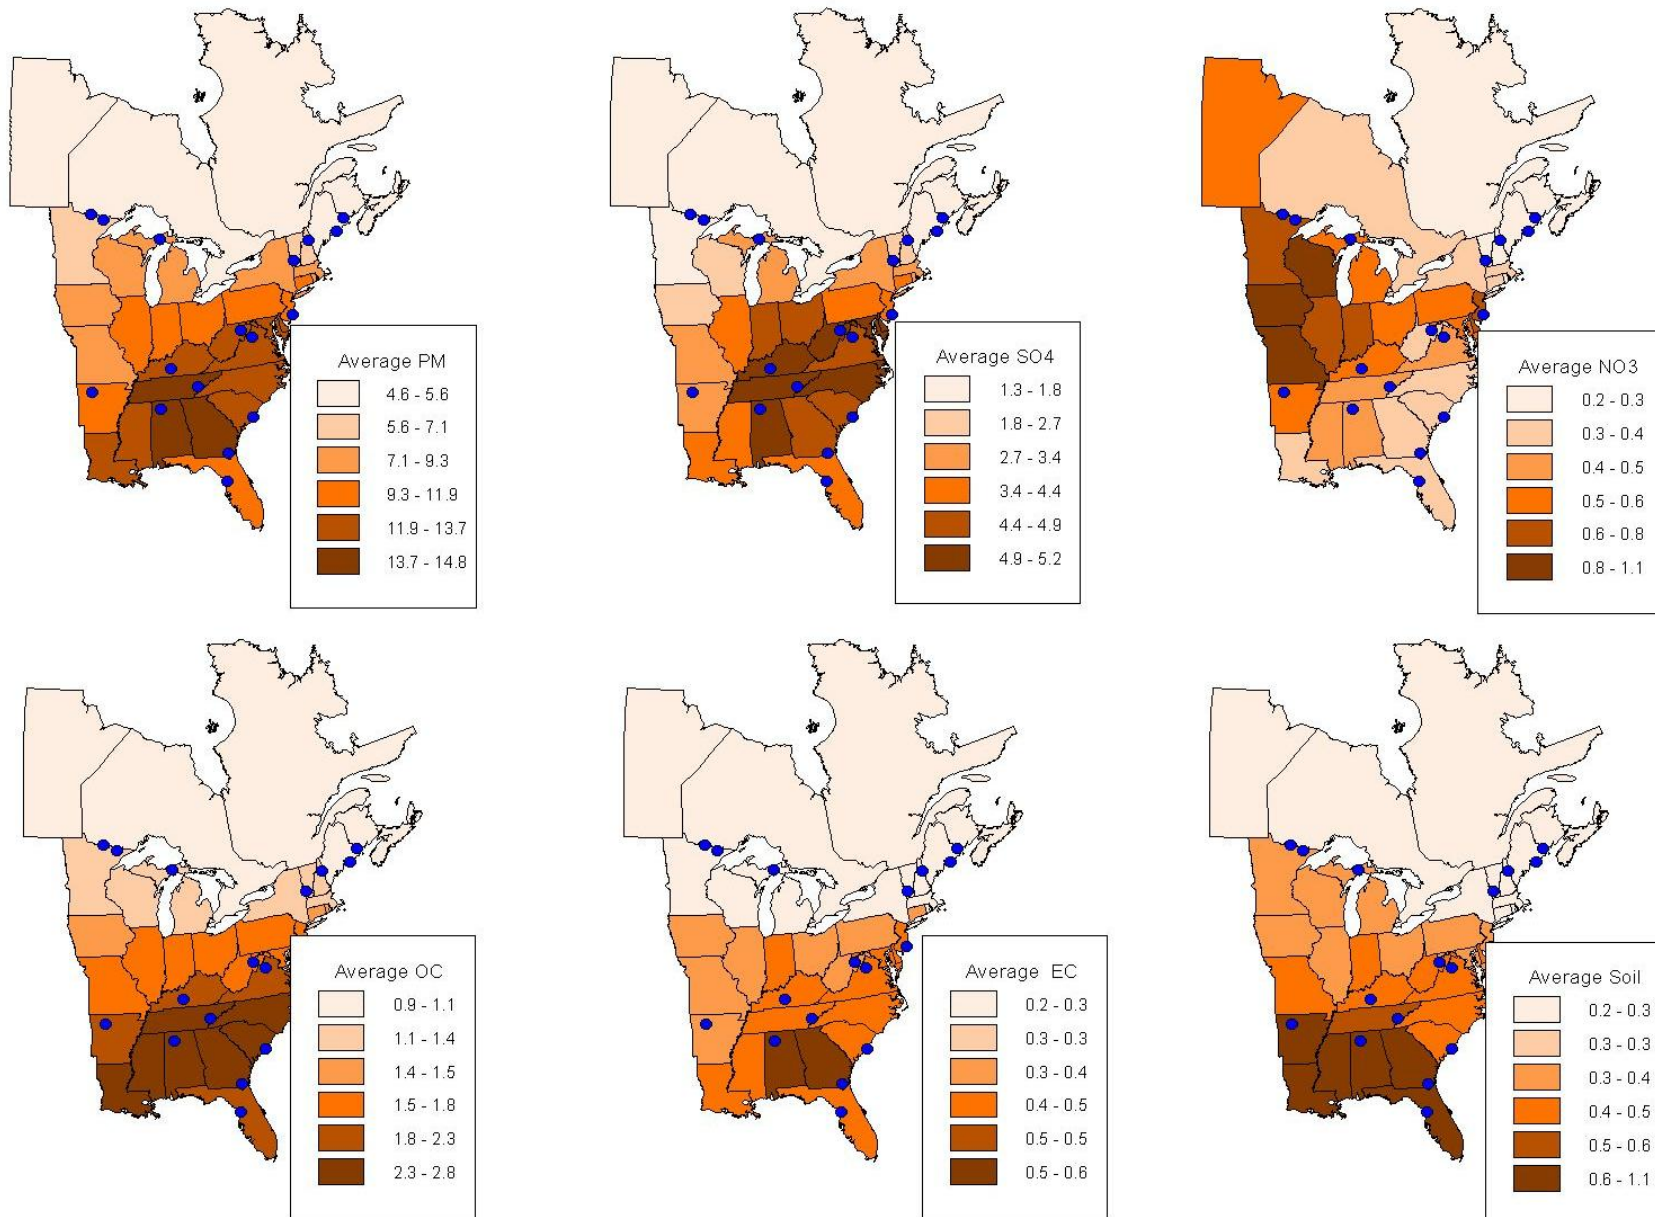 Average PM
4.6 - 5.6
5.6 - 7.1
7.1 - 9.3
9.3 - 11.9
11.9 - 13.7
13.7 - 14.8
Average SO4
1.3 - 1.8
1.8 - 2.7
2.7 - 3.4
3.4 - 4.4
4.4 - 4.9
4.9 - 5.2
Average NO3
0.2 - 0.3
0.3 - 0.4
0.4 - 0.5
0.5 - 0.6
0.6 - 0.8
0.8 - 1.1
Average OC
0.9 - 1.1
1.1 - 1.4
1.4 - 1.5
1.5 - 1.8
1.8 - 2.3
2.3 - 2.8
Average EC
0.2 - 0.3
0.3 - 0.3
0.3 - 0.4
0.4 - 0.5
0.5 - 0.5
0.5 - 0.6
Average Soil
0.2 - 0.3
0.3 - 0.3
0.3 - 0.4
0.4 - 0.5
0.5 - 0.6
0.6 - 1.1